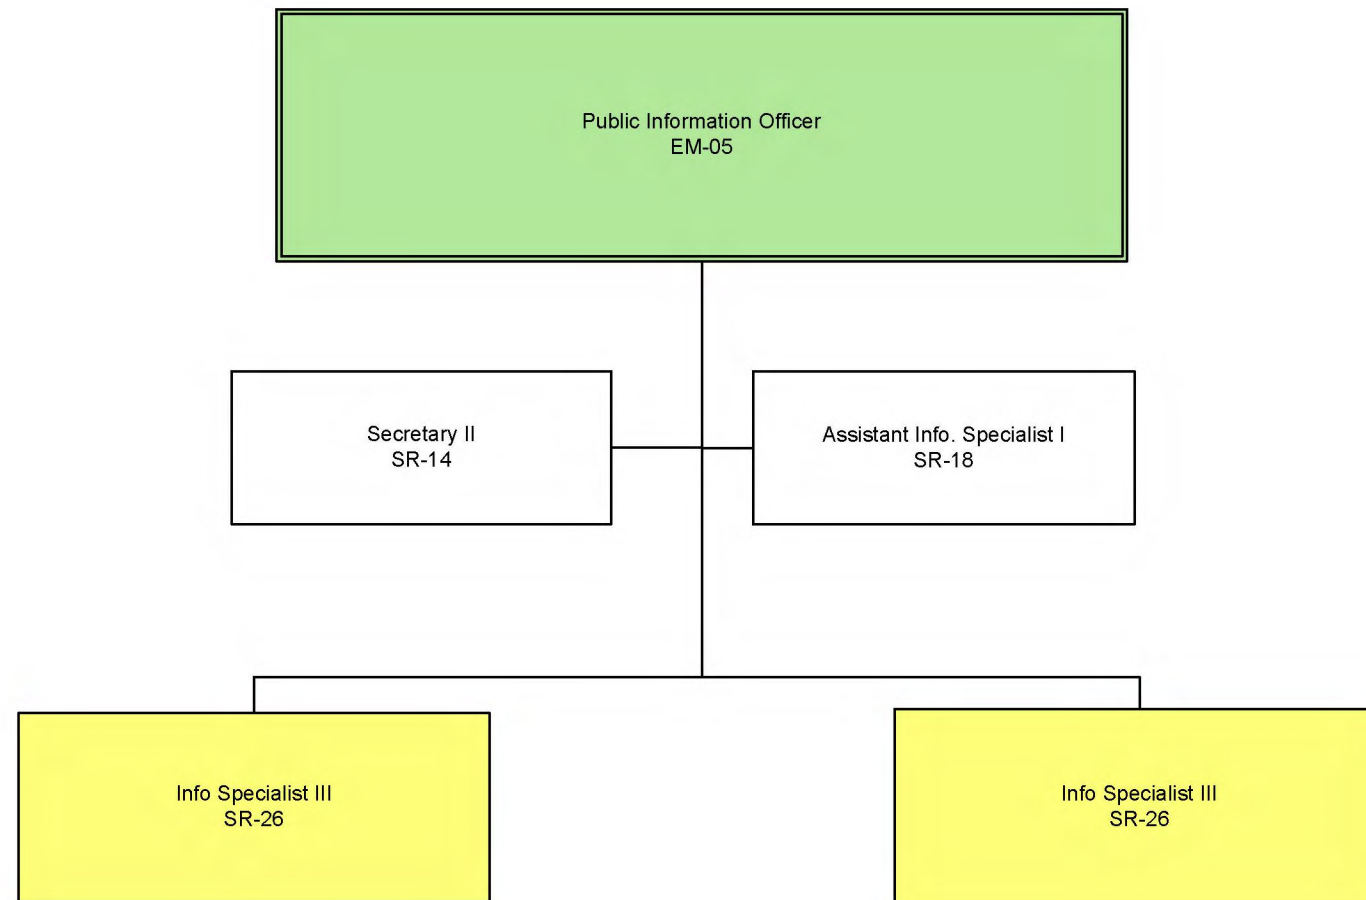 Public Information Officer
EM-05
Secretary II
SR-14
Assistant Info. Specialist I
SR-18
Info Specialist III
SR-26
Info Specialist III
SR-26